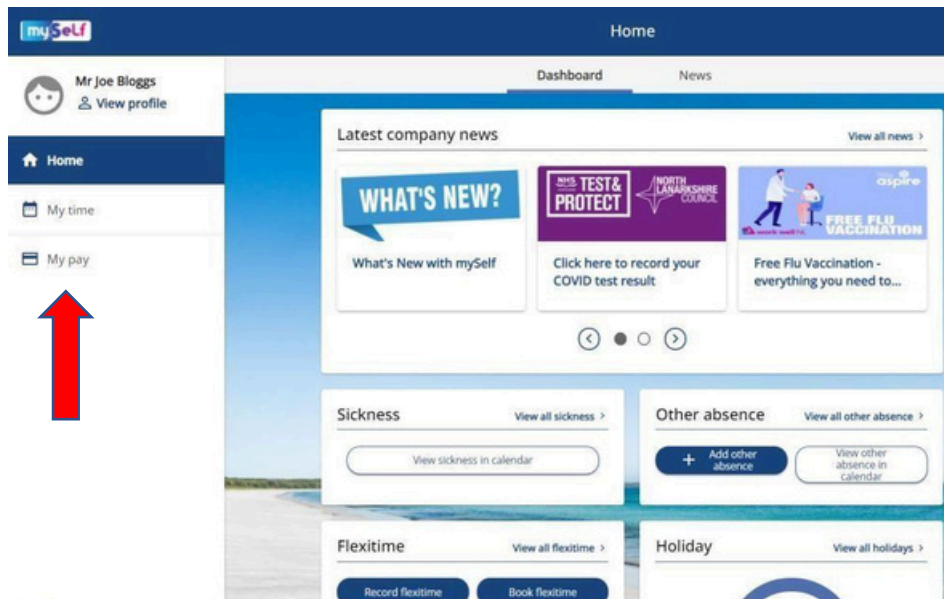 mySelf
Home
Mr Joe Bloggs
View profile
Home
My time
My pay
Dashboard
News
Latest company news
View all news >
WHAT'S NEW?
What's New with mySelf
NHS TEST&
PROTECT
NORTH
LANARKSHIRE
COUNCIL
Click here to record your
COVID test result
aspire
work well NL
FREE FLU
VACCINATION
Free Flu Vaccination -
everything you need to...
Sickness
View all sickness >
View sickness in calendar
Other absence
View all other absence >
+ Add other
absence
View other
absence in
calendar
Flexitime
View all flexitime >
Record flexitime
Book flexitime
Holiday
View all holidays >